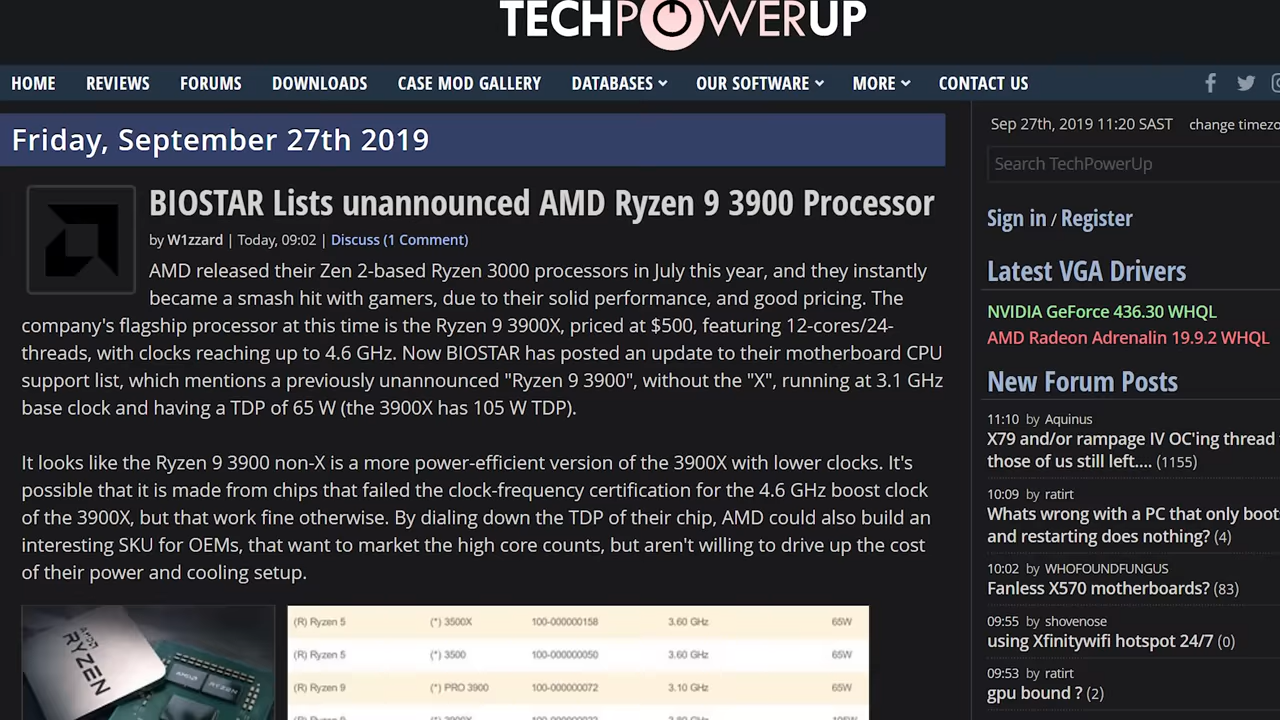 TECHPOWERUP
HOME REVIEWS FORUMS DOWNLOADS CASE MOD GALLERY DATABASES OUR SOFTWARE MORE CONTACT US
Friday, September 27th 2019
BIOSTAR Lists unannounced AMD Ryzen 9 3900 Processor
by W1zzard | Today, 09:02 | Discuss (1 Comment)
AMD released their Zen 2-based Ryzen 3000 processors in July this year, and they instantly
became a smash hit with gamers, due to their solid performance, and good pricing. The
company's flagship processor at this time is the Ryzen 9 3900X, priced at $500, featuring 12-cores/24-
threads, with clocks reaching up to 4.6 GHz. Now BIOSTAR has posted an update to their motherboard CPU
support list, which mentions a previously unannounced "Ryzen 9 3900", without the "X", running at 3.1 GHz
base clock and having a TDP of 65 W (the 3900X has 105 W TDP).
It looks like the Ryzen 9 3900 non-X is a more power-efficient version of the 3900X with lower clocks. It's
possible that it is made from chips that failed the clock-frequency certification for the 4.6 GHz boost clock
of the 3900X, but that work fine otherwise. By dialing down the TDP of their chip, AMD could also build an
interesting SKU for OEMs, that want to market the high core counts, but aren't willing to drive up the cost
of their power and cooling setup.
AMD
RYZEN
AMD RYZEN
(R) Ryzen 5 (*) 3500X 100-000000158 3.60 GHz 65W
(R) Ryzen 5 (*) 3500 100-000000050 3.60 GHz 65W
(R) Ryzen 9 (*) PRO 3900 100-000000072 3.10 GHz 65W
Sep 27th, 2019 11:20 SAST change timezo
Search TechPowerUp
Sign in / Register
Latest VGA Drivers
NVIDIA GeForce 436.30 WHQL
AMD Radeon Adrenalin 19.9.2 WHQL
New Forum Posts
11:10 by Aquinus
X79 and/or rampage IV OC'ing thread
those of us still left.... (1155)
10:09 by ratirt
Whats wrong with a PC that only boot
and restarting does nothing? (4)
10:02 by WHOFOUNDFUNGUS
Fanless X570 motherboards? (83)
09:55 by shovenose
using Xfinitywifi hotspot 24/7 (0)
09:53 by ratirt
gpu bound ? (2)